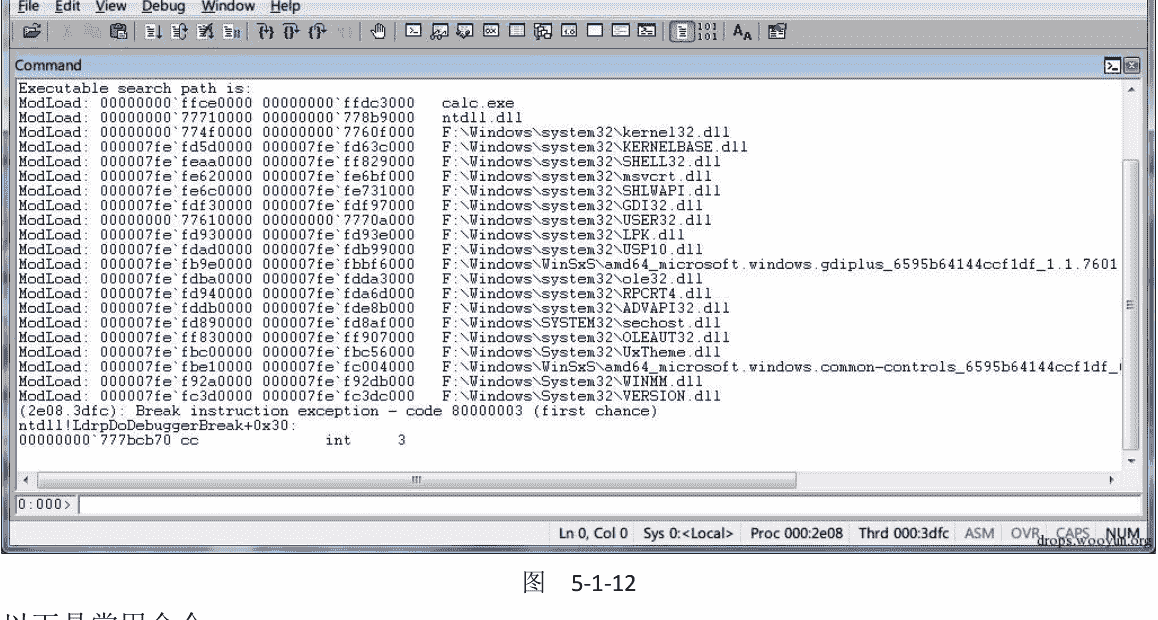 File Edit View Debug Window Help
Command
Executable search path is:
ModLoad: 00000000`ffce0000 00000000`ffdc3000 calc.exe
ModLoad: 00000000`77710000 00000000`778b9000 ntdll.dll
ModLoad: 00000000`774f0000 00000000`7760f000 F:\Windows\system32\kernel32.dll
ModLoad: 000007fe`fd5d0000 000007fe`fd63c000 F:\Windows\system32\KERNELBASE.dll
ModLoad: 000007fe`feaa0000 000007fe`ff829000 F:\Windows\system32\SHELL32.dll
ModLoad: 000007fe`fe620000 000007fe`fe6bf000 F:\Windows\system32\msvcrt.dll
ModLoad: 000007fe`fe6c0000 000007fe`fe731000 F:\Windows\system32\SHLWAPI.dll
ModLoad: 000007fe`fdf30000 000007fe`fdf97000 F:\Windows\system32\GDI32.dll
ModLoad: 00000000`77610000 00000000`7770a000 F:\Windows\system32\USER32.dll
ModLoad: 000007fe`fd930000 000007fe`fd93e000 F:\Windows\system32\LPK.dll
ModLoad: 000007fe`fdad0000 000007fe`fdb99000 F:\Windows\system32\USP10.dll
ModLoad: 000007fe`fb9e0000 000007fe`fbbf6000 F:\Windows\WinSxS\amd64_microsoft.windows.gdiplus_6595b64144ccf1df_1.1.7601
ModLoad: 000007fe`fdba0000 000007fe`fdda3000 F:\Windows\system32\ole32.dll
ModLoad: 000007fe`fd940000 000007fe`fda6d000 F:\Windows\system32\RPCRT4.dll
ModLoad: 000007fe`fddb0000 000007fe`fde8b000 F:\Windows\system32\ADVAPI32.dll
ModLoad: 000007fe`fd890000 000007fe`fd8af000 F:\Windows\SYSTEM32\sechost.dll
ModLoad: 000007fe`ff830000 000007fe`ff907000 F:\Windows\system32\OLEAUT32.dll
ModLoad: 000007fe`fbc00000 000007fe`fbc56000 F:\Windows\System32\UxTheme.dll
ModLoad: 000007fe`fbe10000 000007fe`fc004000 F:\Windows\WinSxS\amd64_microsoft.windows.common-controls_6595b64144ccf1df_
ModLoad: 000007fe`f92a0000 000007fe`f92db000 F:\Windows\System32\WINMM.dll
ModLoad: 000007fe`fc3d0000 000007fe`fc3dc000 F:\Windows\System32\VERSION.dll
(2e08.3dfc): Break instruction exception - code 80000003 (first chance)
ntdll!LdrpDoDebuggerBreak+0x30:
00000000`777bcb70 cc int 3
0:000>
Ln 0, Col 0 Sys 0:<Local> Proc 000:2e08 Thrd 000:3dfc ASM OVR CAPS NUM
drops.wooyun.org
图 5-1-12
以下是常用命令